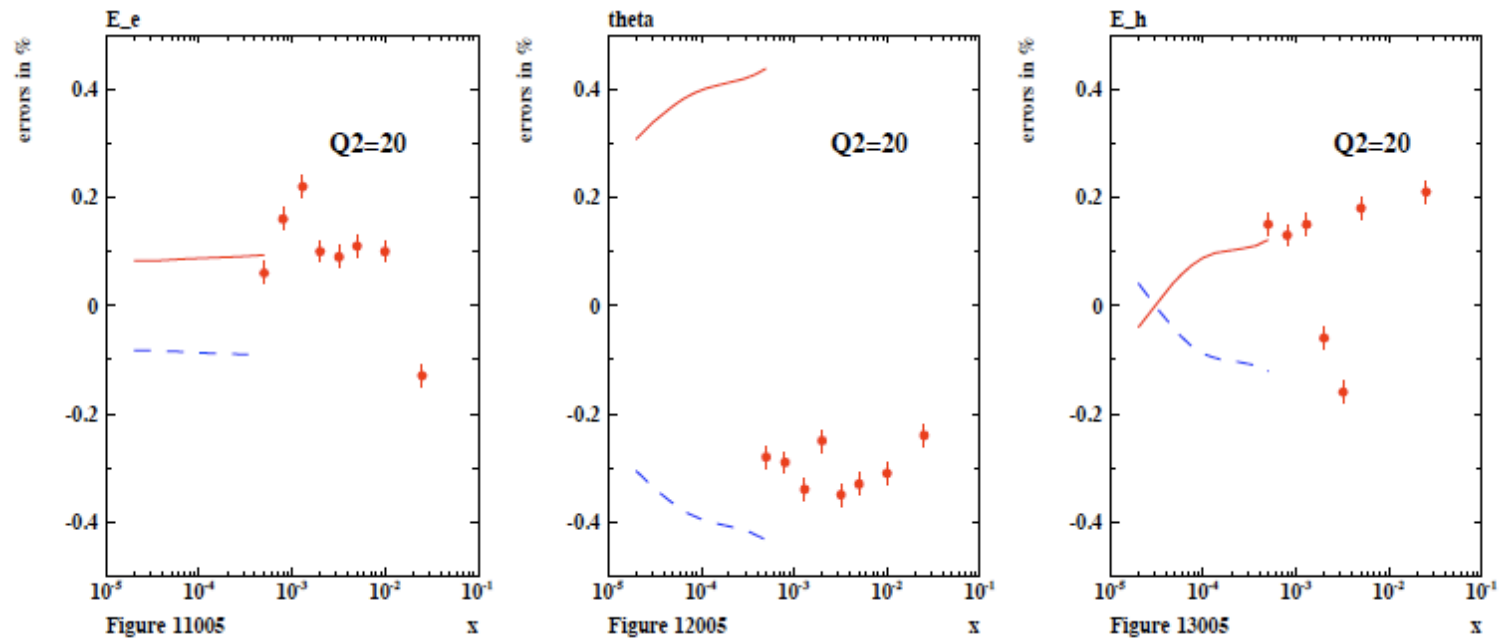 E_e
errors in %
0.4
0.2
0
-0.2
-0.4
Q2=20
10-5
10-4
10-3
10-2
10-1
Figure 11005
x
theta
errors in %
0.4
0.2
0
-0.2
-0.4
Q2=20
10-5
10-4
10-3
10-2
10-1
Figure 12005
x
E_h
errors in %
0.4
0.2
0
-0.2
-0.4
Q2=20
10-5
10-4
10-3
10-2
10-1
Figure 13005
x